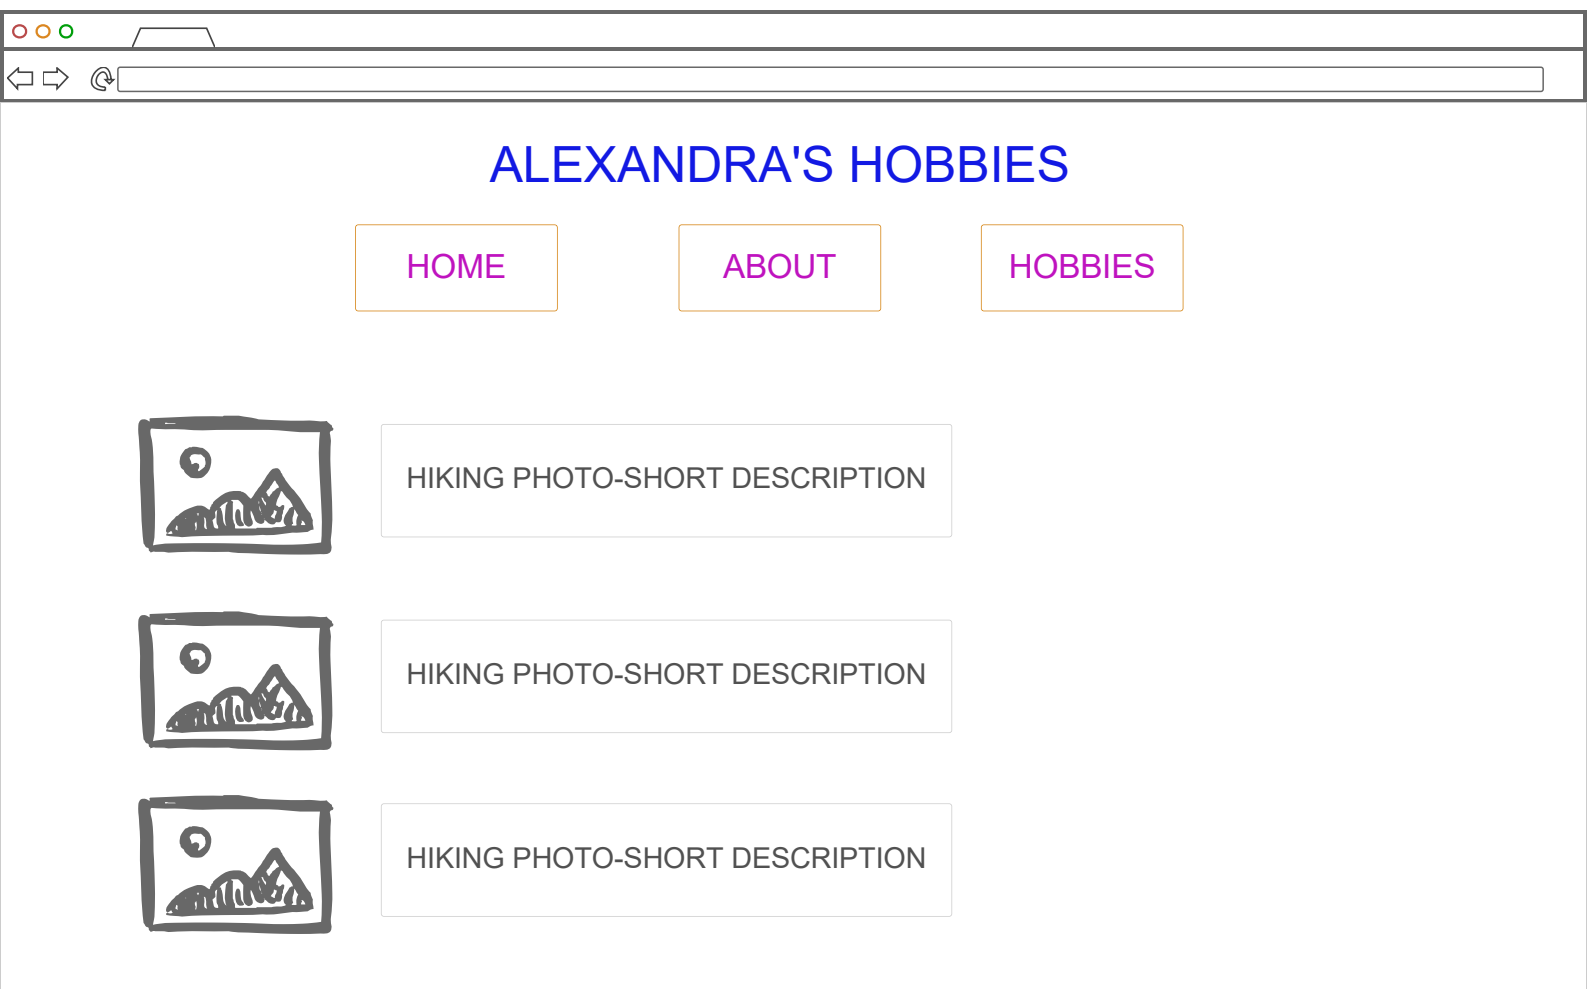 ALEXANDRA'S HOBBIES
HOME
ABOUT
HOBBIES
HIKING PHOTO-SHORT DESCRIPTION
HIKING PHOTO-SHORT DESCRIPTION
HIKING PHOTO-SHORT DESCRIPTION